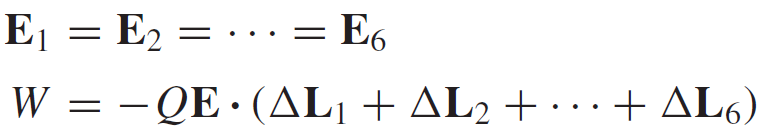 E₁ = E₂ = · · · = E₆
W = −QE · (ΔL₁ + ΔL₂ + · · · + ΔL₆)